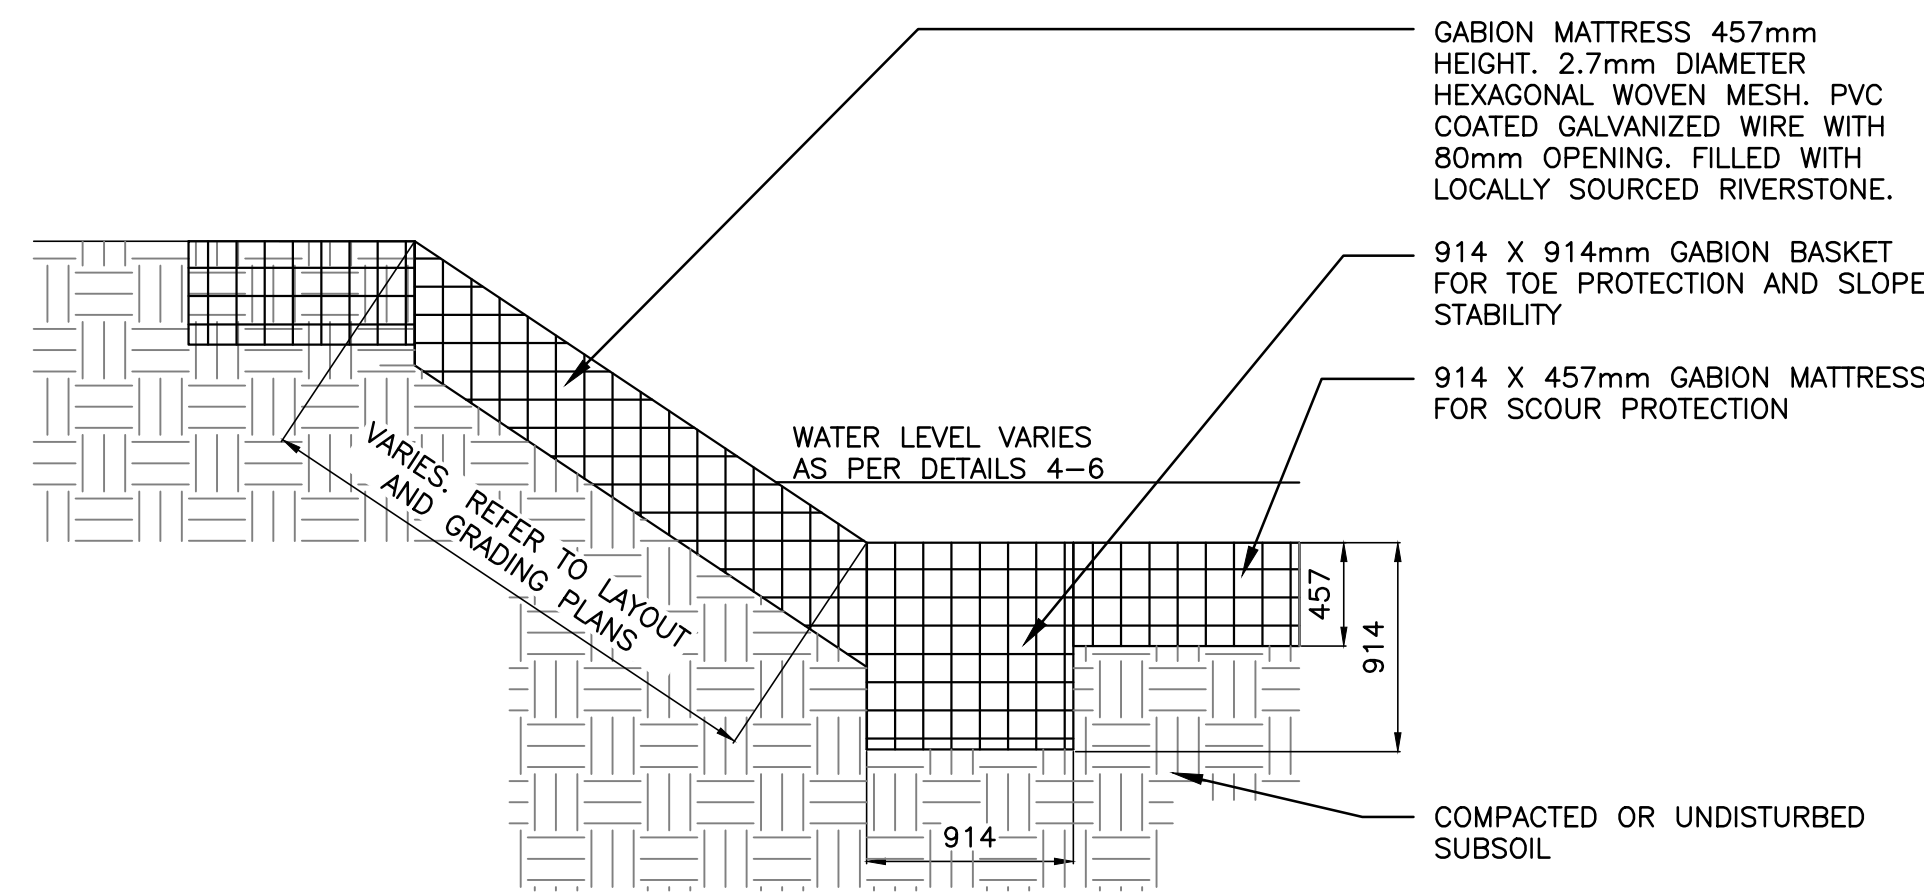 GABION MATTRESS 457mm
HEIGHT. 2.7mm DIAMETER
HEXAGONAL WOVEN MESH. PVC
COATED GALVANIZED WIRE WITH
80mm OPENING. FILLED WITH
LOCALLY SOURCED RIVERSTONE.
914 X 914mm GABION BASKET
FOR TOE PROTECTION AND SLOPE
STABILITY
914 X 457mm GABION MATTRESS
FOR SCOUR PROTECTION
WATER LEVEL VARIES
AS PER DETAILS 4-6
VARIES. REFER TO LAYOUT
AND GRADING PLANS
457
914
914
COMPACTED OR UNDISTURBED
SUBSOIL